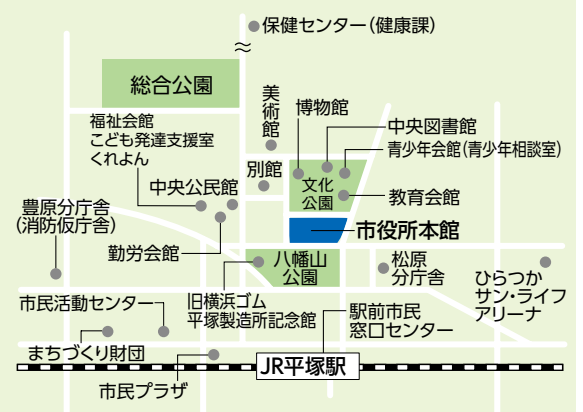 保健センター(健康課)
総合公園
美術館
博物館
中央図書館
青少年会館(青少年相談室)
福祉会館
こども発達支援室
くれよん
別館
文化
公園
教育会館
中央公民館
豊原分庁舎
(消防仮庁舎)
市役所本館
勤労会館
八幡山
公園
松原
分庁舎
ひらつか
サン・ライフ
アリーナ
市民活動センター
旧横浜ゴム
平塚製造所記念館
駅前市民
窓口センター
まちづくり財団
JR平塚駅
市民プラザ